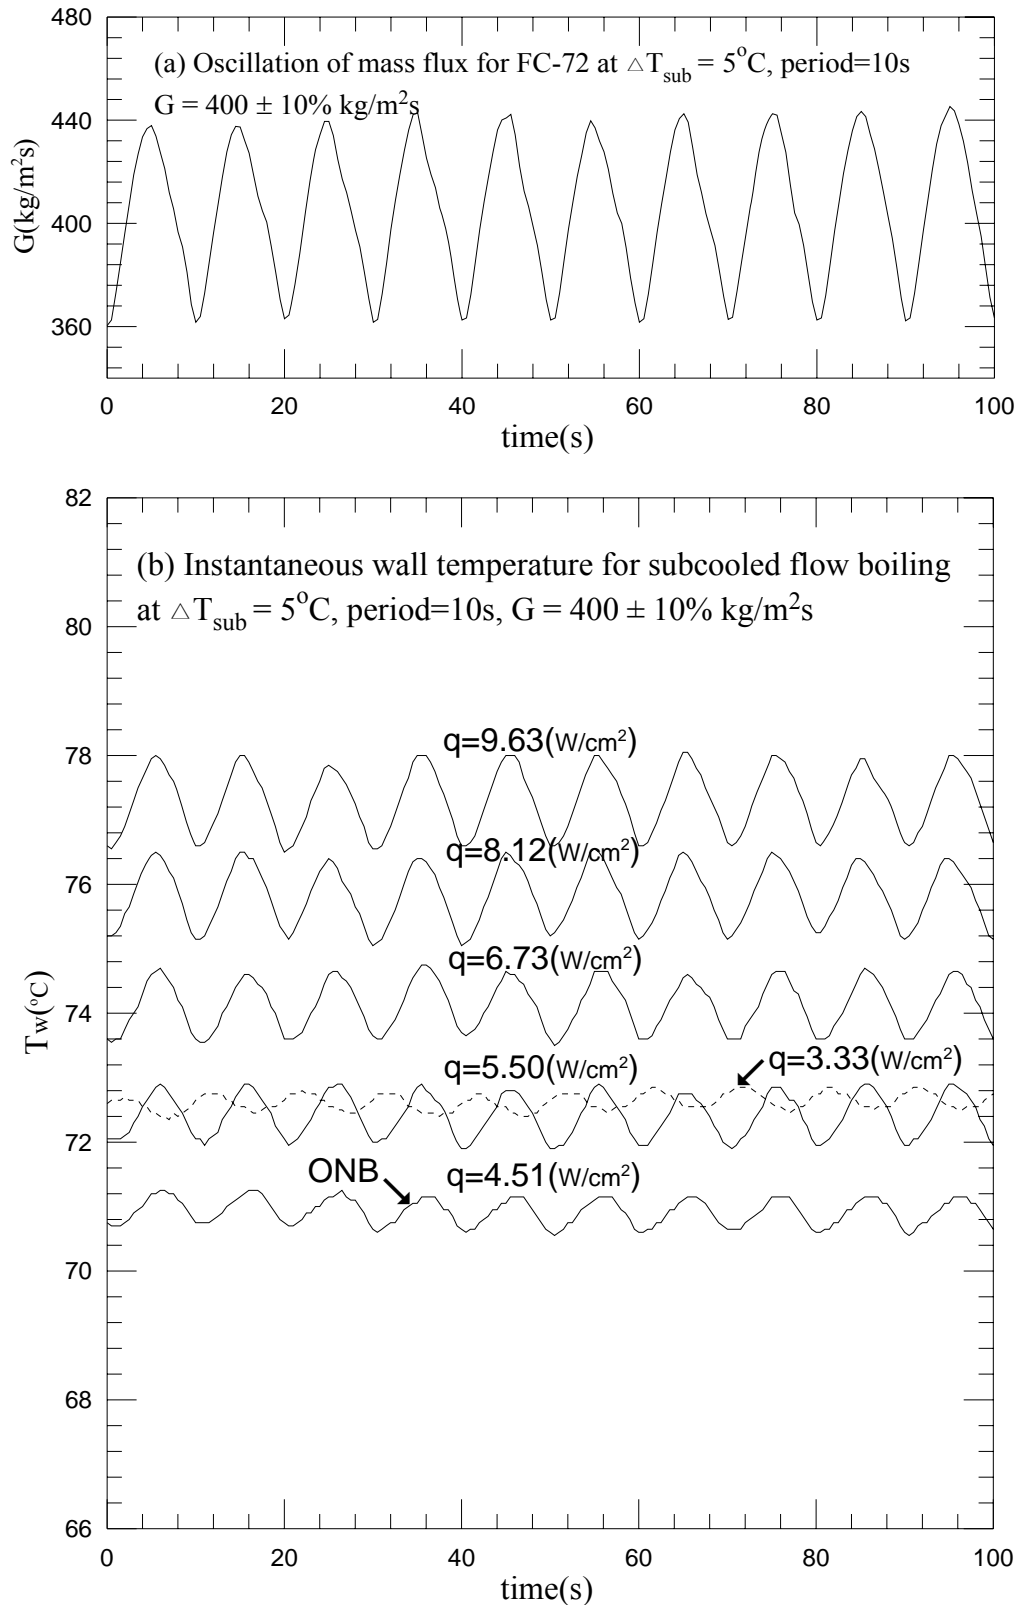 480
(a) Oscillation of mass flux for FC-72 at △T_sub = 5°C, period=10s
G = 400 ± 10% kg/m²s
440
400
360
G(kg/m²s)
0 20 40 60 80 100
time(s)
82
(b) Instantaneous wall temperature for subcooled flow boiling
at △T_sub = 5°C, period=10s, G = 400 ± 10% kg/m²s
80
q=9.63(W/cm²)
78
q=8.12(W/cm²)
76
q=6.73(W/cm²)
74
Tw(°C)
q=5.50(W/cm²)
q=3.33(W/cm²)
72
ONB
q=4.51(W/cm²)
70
68
66
0 20 40 60 80 100
time(s)